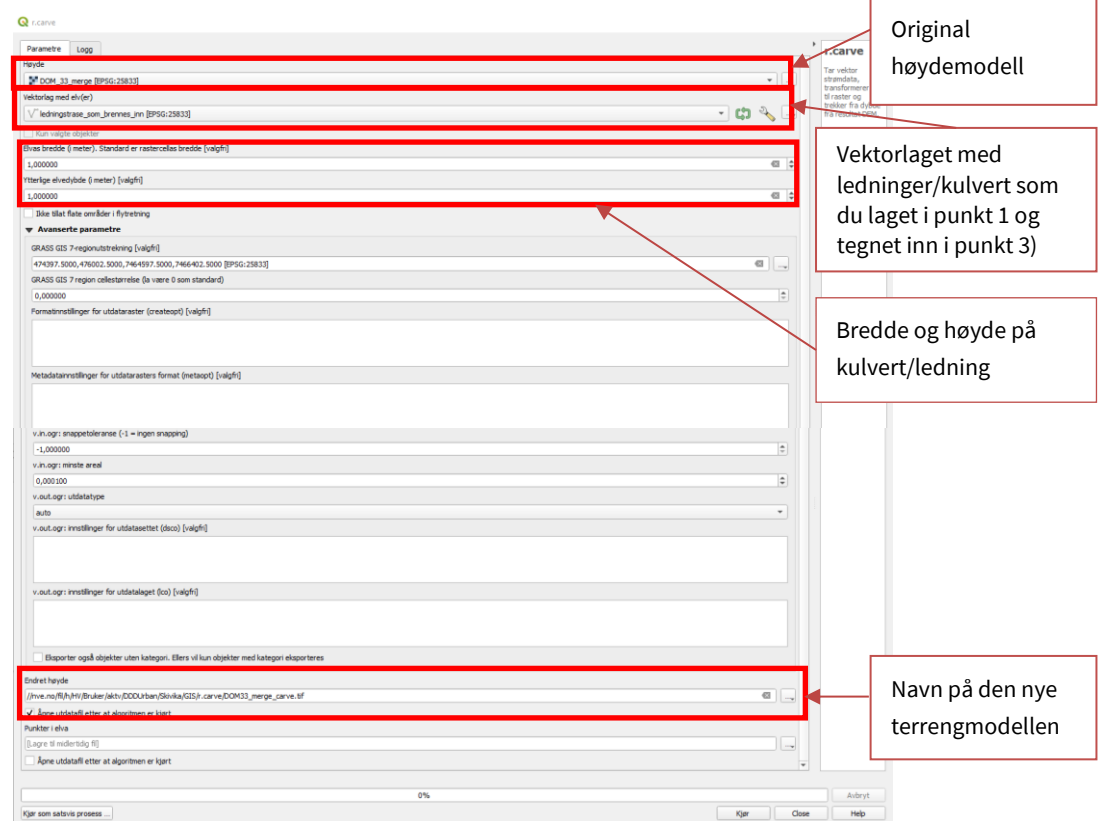 r.carve
Parametre
Logg
Høyde
DOM_33_merge [EPSG:25833]
Vektorlag med elv(er)
ledningstrase_som_brennes_inn [EPSG:25833]
Kun valgte objekter
Elvas bredde (i meter). Standard er rastercellas bredde [valgfri]
1,000000
Ytterlige elvedybde (i meter) [valgfri]
1,000000
Ikke tillat flate områder i flytretning
Avanserte parametre
GRASS GIS 7-regionutstrekning [valgfri]
474397.5000,476002.5000,7464597.5000,7466402.5000 [EPSG:25833]
GRASS GIS 7 region cellestørrelse (la være 0 som standard)
0,000000
Formatinnstillinger for utdataraster (createopt) [valgfri]
Metadatainnstillinger for utdatarasters format (metaopt) [valgfri]
v.in.ogr: snappetoleranse (-1 = ingen snapping)
-1,000000
v.in.ogr: minste areal
0,000100
v.out.ogr: utdatatype
auto
v.out.ogr: innstillinger for utdatasettet (dsco) [valgfri]
v.out.ogr: innstillinger for utdatalaget (lco) [valgfri]
Eksporter også objekter uten kategori. Ellers vil kun objekter med kategori eksporteres
Endret høyde
//nve.no/fil/h/HV/Bruker/aktv/DDDUrban/Skivika/GIS/r.carve/DOM33_merge_carve.tif
Åpne utdatafil etter at algoritmen er kjørt
Punkter i elva
[Lagre til midlertidig fil]
Åpne utdatafil etter at algoritmen er kjørt
0%
Avbryt
Kjør som satsvis prosess ...
Kjør
Close
Help
r.carve
Tar vektor
strømdata,
transformerer
til raster og
trekker fra dybde
fra resultat DEM.
Original
høydemodell
Vektorlaget med
ledninger/kulvert som
du laget i punkt 1 og
tegnet inn i punkt 3)
Bredde og høyde på
kulvert/ledning
Navn på den nye
terrengmodellen